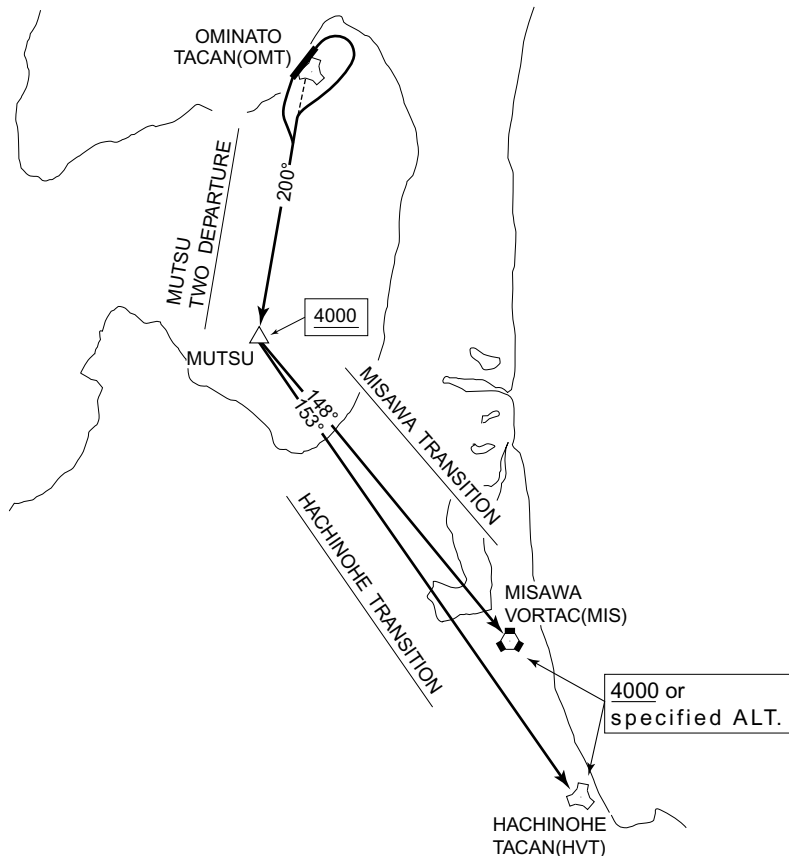 OMINATO
TACAN(OMT)
200°
MUTSU
TWO DEPARTURE
4000
MUTSU
148°
153°
MISAWA TRANSITION
HACHINOHE TRANSITION
MISAWA
VORTAC(MIS)
4000 or
specified ALT.
HACHINOHE
TACAN(HVT)